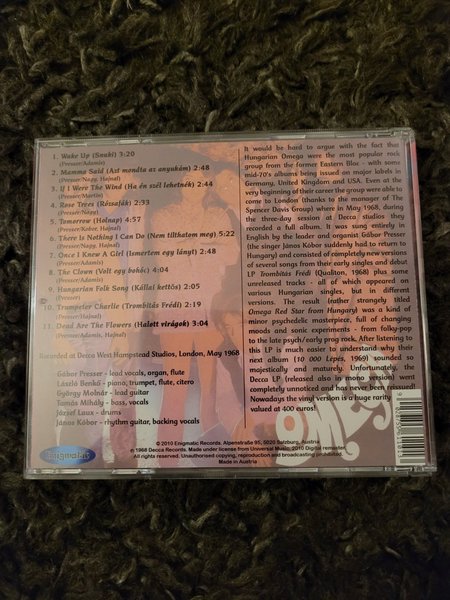 1. Wake Up (Snaki) 3:20
(Presser/Adamis)
2. Mamma Said (Azt mondta az anyukám) 2:48
(Presser/Nagy, Hajnal)
3. If I Were The Wind (Ha én szél lehetnék) 2:44
(Presser/Martin)
4. Rose Trees (Rózsafák) 3:33
(Presser/Nagy)
5. Tomorrow (Holnap) 4:57
(Presser/Kobor, Hajnal)
6. There is Nothing I Can Do (Nem tilthatom meg) 5:22
(Presser/Nagy, Hajnal)
7. Once I Knew A Girl (Ismertem egy lányt) 2:48
(Presser/Adamis)
8. The Clown (Volt egy bohóc) 3:04
(Presser/Adamis)
9. Hungarian Folk Song (Kállai kettős) 2:05
(Presser)
10. Trumpeter Charlie (Trombitás Frédi) 2:19
(Presser/Hajnal)
11. Dead Are The Flowers (Halott virágok) 3:04
(Presser/Adamis, Hajnal)
Recorded at Decca West Hampstead Studios, London, May 1968
Gábor Presser - lead vocals, organ, flute
László Benkő - piano, trumpet, flute, citero
György Molnár - lead guitar
Tamás Mihály - bass, vocals
József Laux - drums
János Kóbor - rhythm guitar, backing vocals
It would be hard to argue with the fact that
Hungarian Omega were the most popular rock
group from the former Eastern Bloc - with some
mid-70's albums being issued on major labels in
Germany, United Kingdom and USA. Even at the
very beginning of their career the group were able to
come to London (thanks to the manager of The
Spencer Davis Group) where in May 1968, during
the three-day session at Decca studios they
recorded a full album. It was sung entirely in
English by the leader and organist Gábor Presser
(the singer János Kóbor suddenly had to return to
Hungary) and consisted of completely new versions
of several songs from their early singles and debut
LP Trombitás Frédi (Qualiton, 1968) plus some
unreleased tracks - all of which appeared on
various Hungarian singles, but in different
versions. The result (rather strongely titled
Omega Red Star from Hungary) was a kind of
minor psychedelic masterpiece, full of changing
moods and sonic experiments - from folky-pop
to the late psych/early prog rock. After listening to
this LP is much easier to understand why their
next album (10 000 Lépés, 1969) sounded so
majestically and maturely. Unfortunately, the
Decca LP (released also in mono version) went
completely unnoticed and has never been reissued!
Nowadays the vinyl version is a huge rarity
valued at 400 euros!
OMEGA
Enigmatic
© 2010 Enigmatic Records. Alpenstraße 95, 5020 Salzburg, Austria
℗ 1968 Decca Records. Made under license from Universal Music. 2010 Digital remaster.
All rights reserved. Unauthorised copying, reproduction and broadcasting prohibited.
Made in Austria